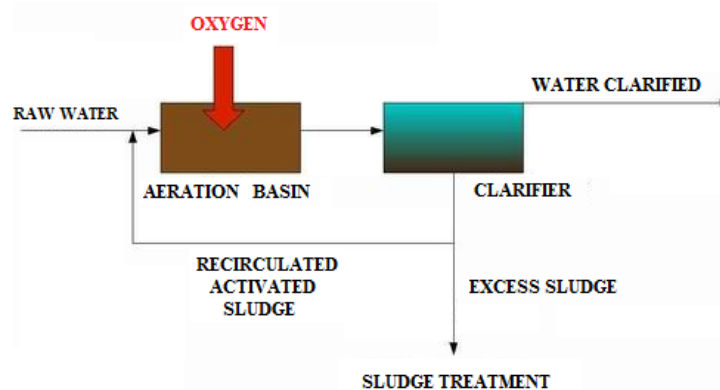 OXYGEN
WATER CLARIFIED
RAW WATER
AERATION BASIN
CLARIFIER
RECIRCULATED
ACTIVATED
SLUDGE
EXCESS SLUDGE
SLUDGE TREATMENT